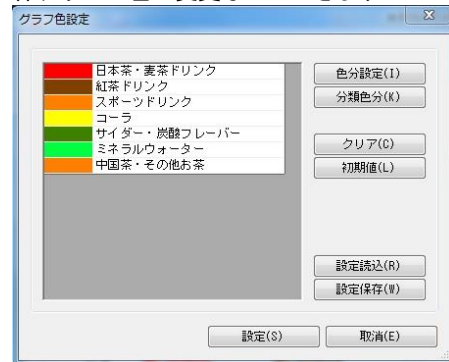 グラフ色設定
日本茶・麦茶ドリンク
紅茶ドリンク
スポーツドリンク
コーラ
サイダー・炭酸フレーバー
ミネラルウォーター
中国茶・その他お茶
色分設定(I)
分類色分(K)
クリア(C)
初期値(L)
設定読込(R)
設定保存(W)
設定(S)
取消(E)